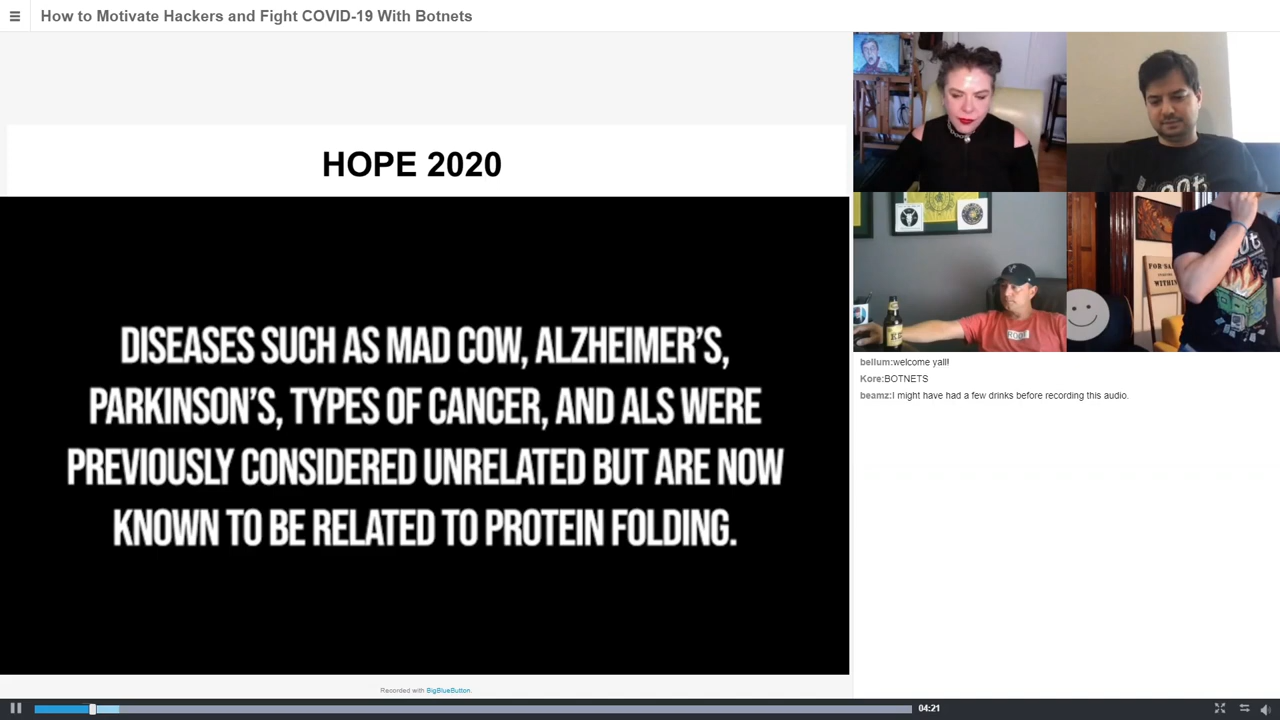 How to Motivate Hackers and Fight COVID-19 With Botnets
HOPE 2020
DISEASES SUCH AS MAD COW, ALZHEIMER’S,
PARKINSON’S, TYPES OF CANCER, AND ALS WERE
PREVIOUSLY CONSIDERED UNRELATED BUT ARE NOW
KNOWN TO BE RELATED TO PROTEIN FOLDING.
Recorded with BigBlueButton.
FOR SA
WITHIN
bellum:welcome yall!
Kore:BOTNETS
beamz:I might have had a few drinks before recording this audio.
04:21